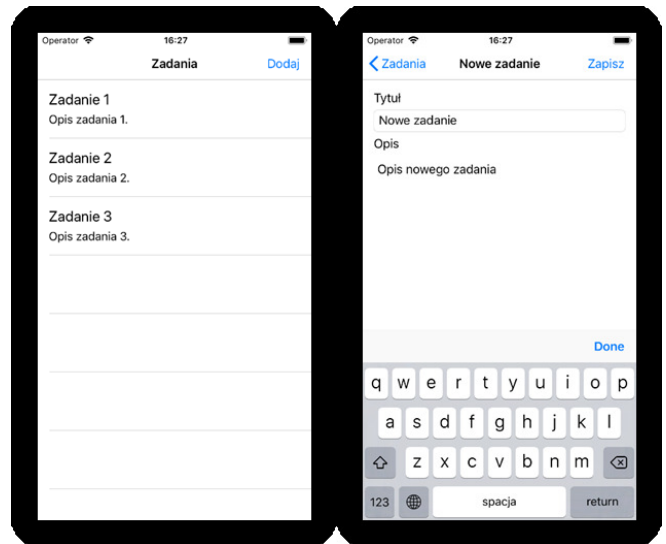 Operator 16:27
Zadania Dodaj
Zadanie 1
Opis zadania 1.
Zadanie 2
Opis zadania 2.
Zadanie 3
Opis zadania 3.
Operator 16:27
Zadania Nowe zadanie Zapisz
Tytuł
Nowe zadanie
Opis
Opis nowego zadania
Done
q w e r t y u i o p
a s d f g h j k l
z x c v b n m
123 spacja return